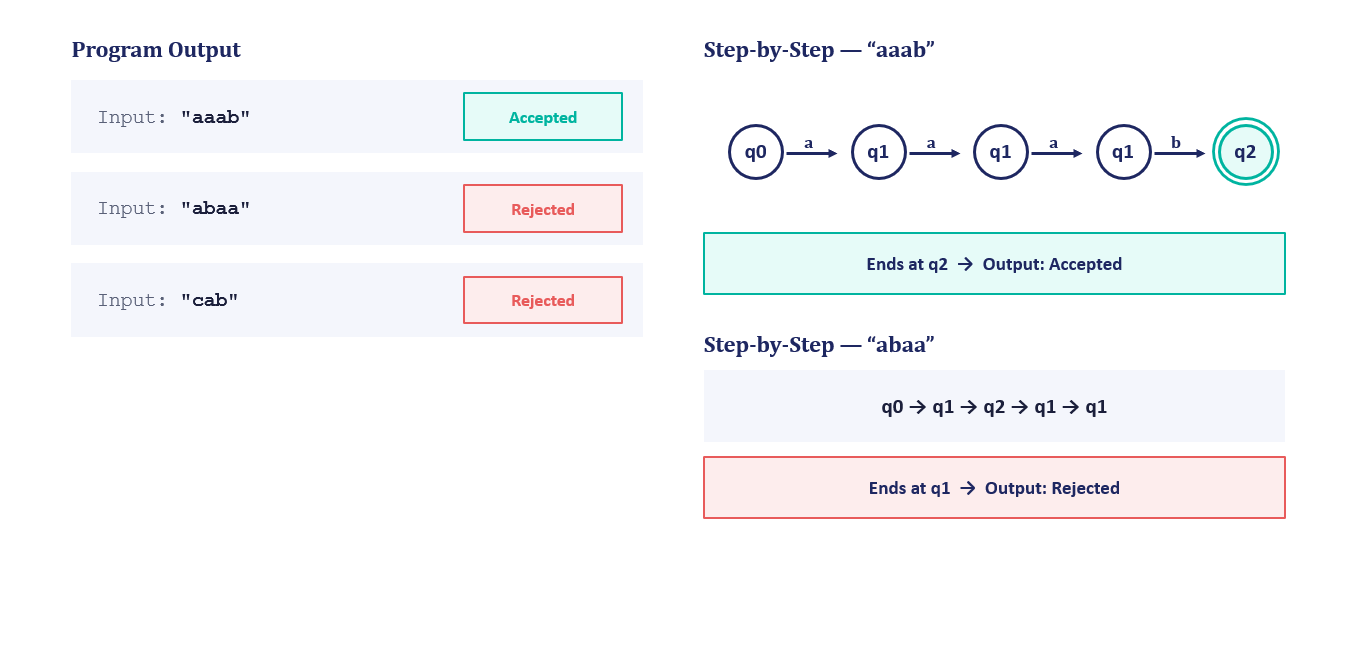 Program Output
Input: "aaab" Accepted
Input: "abaa" Rejected
Input: "cab" Rejected
Step-by-Step — “aaab”
q0 a q1 a q1 a q1 b q2
Ends at q2 → Output: Accepted
Step-by-Step — “abaa”
q0 → q1 → q2 → q1 → q1
Ends at q1 → Output: Rejected